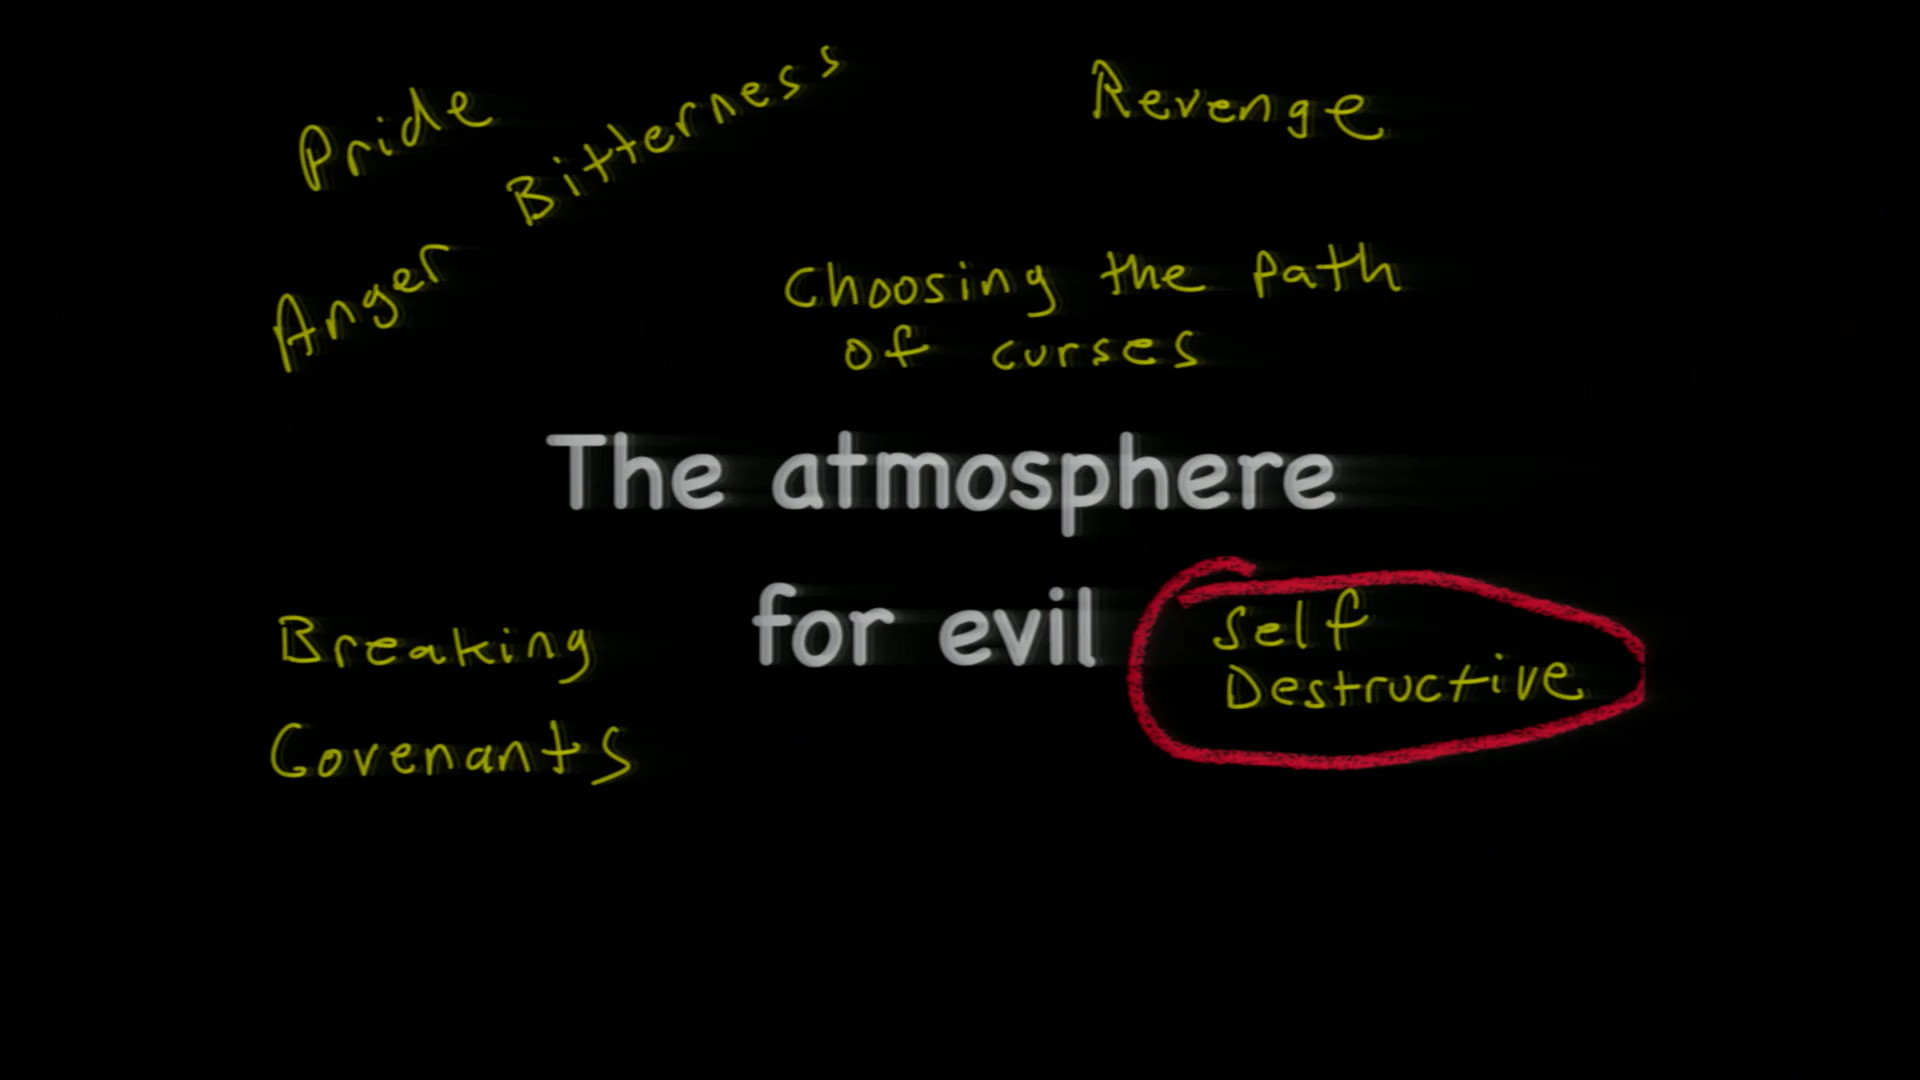 Pride
Bitterness
Revenge
Anger
Choosing the path
of curses
The atmosphere
for evil
Self
Destructive
Breaking
Covenants